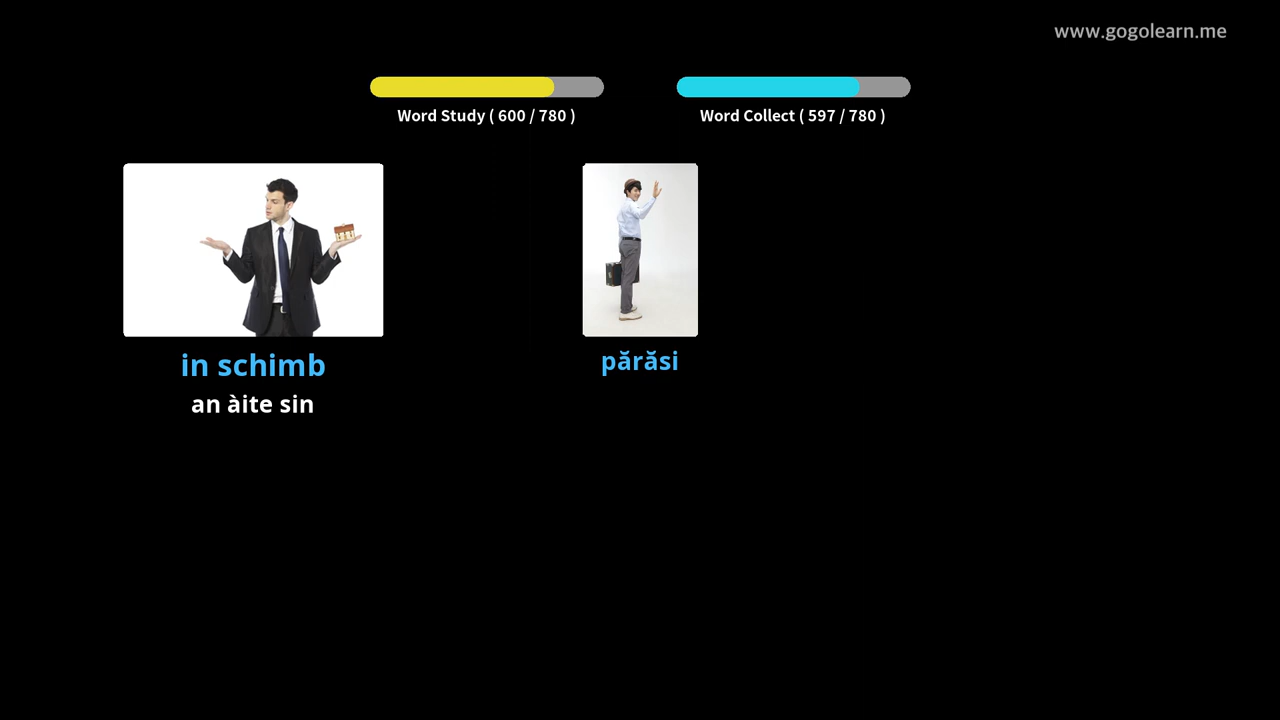 www.gogolearn.me
Word Study ( 600 / 780 )
Word Collect ( 597 / 780 )
in schimb
an àite sin
părăsi